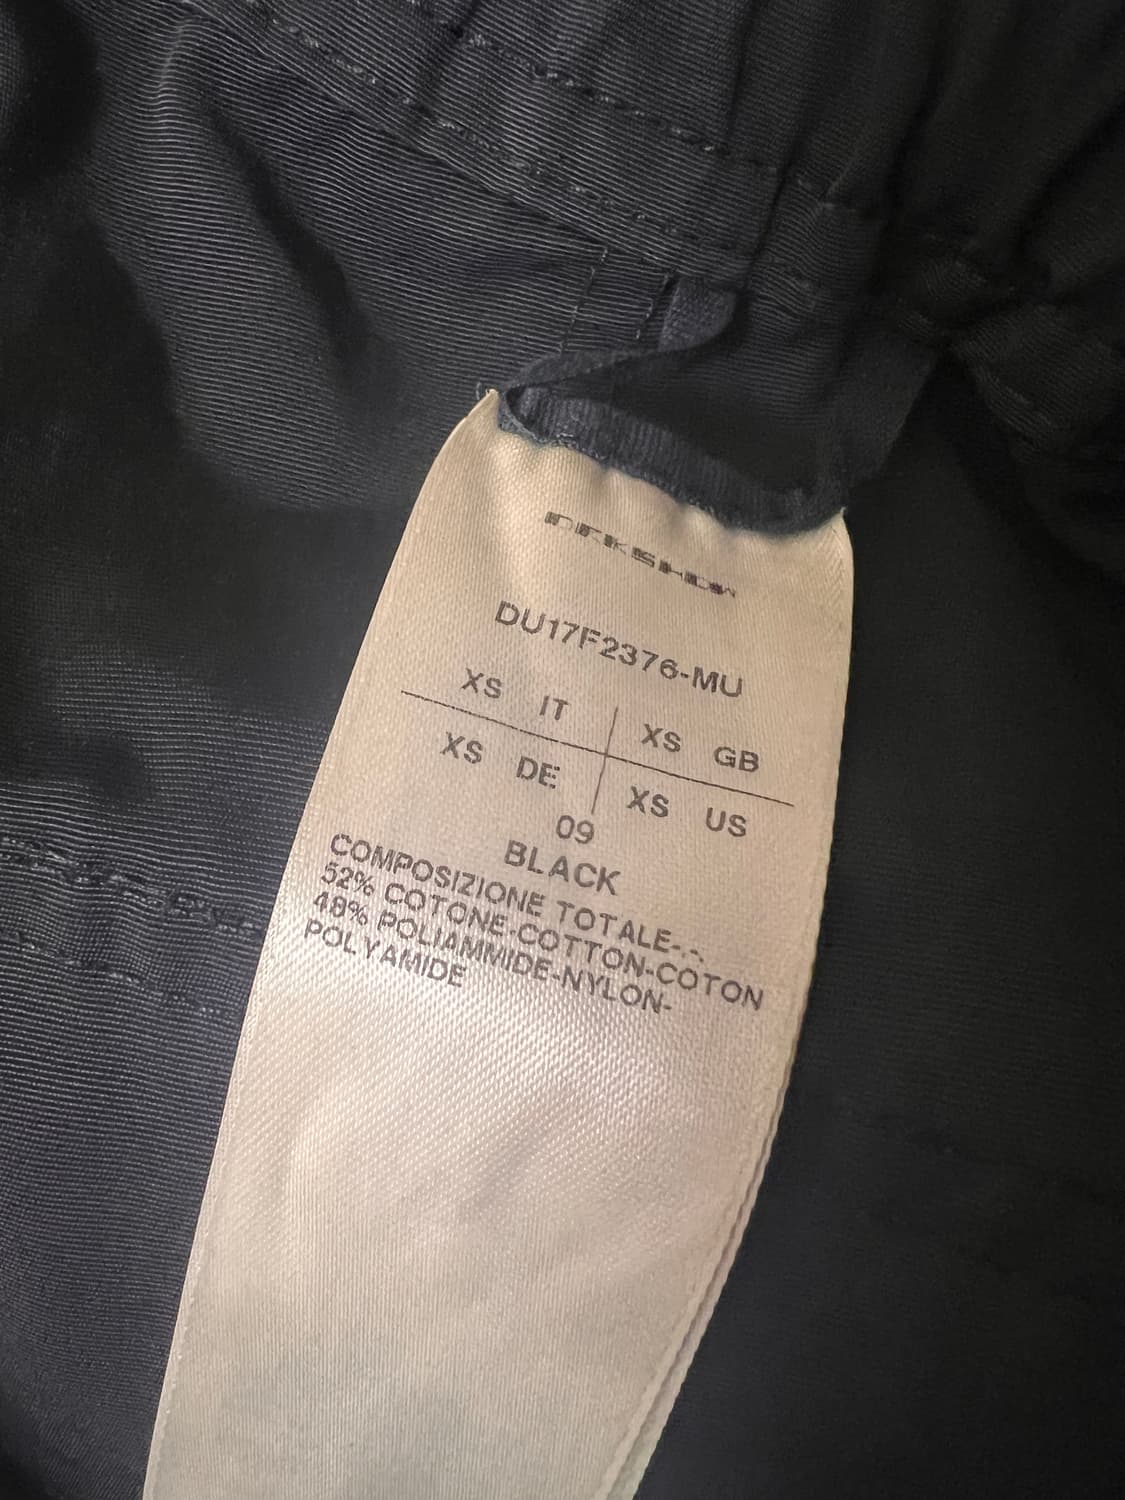 DRKSHDW
DU17F2376-MU
XS IT XS GB
XS DE XS US
09
BLACK
COMPOSIZIONE TOTALE-.-.
52% COTONE-COTTON-COTON
48% POLIAMMIDE-NYLON-
POLYAMIDE